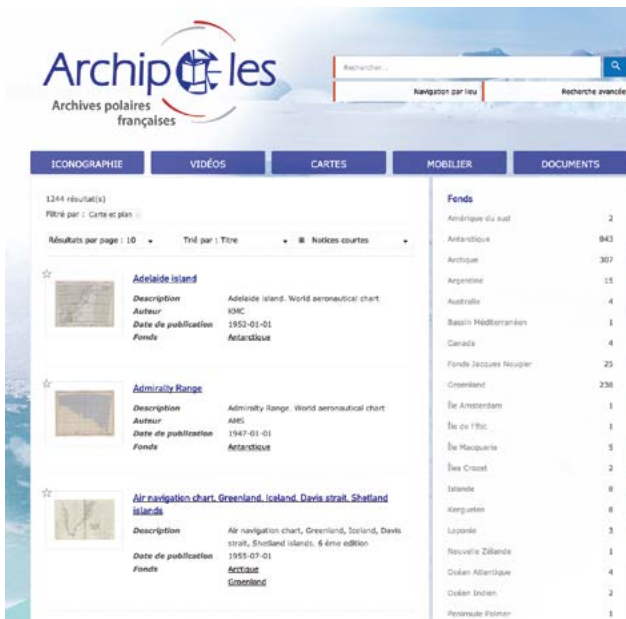 Archipôles
Archives polaires
françaises
Rechercher ...
Navigation par lieu
Recherche avancée
ICONOGRAPHIE
VIDÉOS
CARTES
MOBILIER
DOCUMENTS
1244 résultat(s)
Filtré par : Carte et plan
Résultats par page : 10
Trié par : Titre
Notices courtes
Adelaide island
Description Adelaide island. World aeronautical chart
Auteur KMC
Date de publication 1952-01-01
Fonds Antarctique
Admiralty Range
Description Admiralty Range. World aeronautical chart
Auteur AMS
Date de publication 1947-01-01
Fonds Antarctique
Air navigation chart. Greenland. Iceland. Davis strait. Shetland
islands
Description Air navigation chart, Greenland, Iceland, Davis
strait, Shetland islands. 6 ème edition
Date de publication 1955-07-01
Fonds Arctique
Groenland
Fonds
Amérique du sud 2
Antarctique 843
Arctique 307
Argentine 15
Australie 4
Bassin Méditerranéen 1
Canada 4
Fonds Jacques Nougier 25
Groenland 238
Île Amsterdam 1
Île de l'Est 1
Île Macquarie 5
Îles Crozet 2
Islande 8
Kerguelen 8
Laponie 3
Nouvelle Zélande 1
Océan Atlantique 4
Océan Indien 2
Peninsule Palmer 1